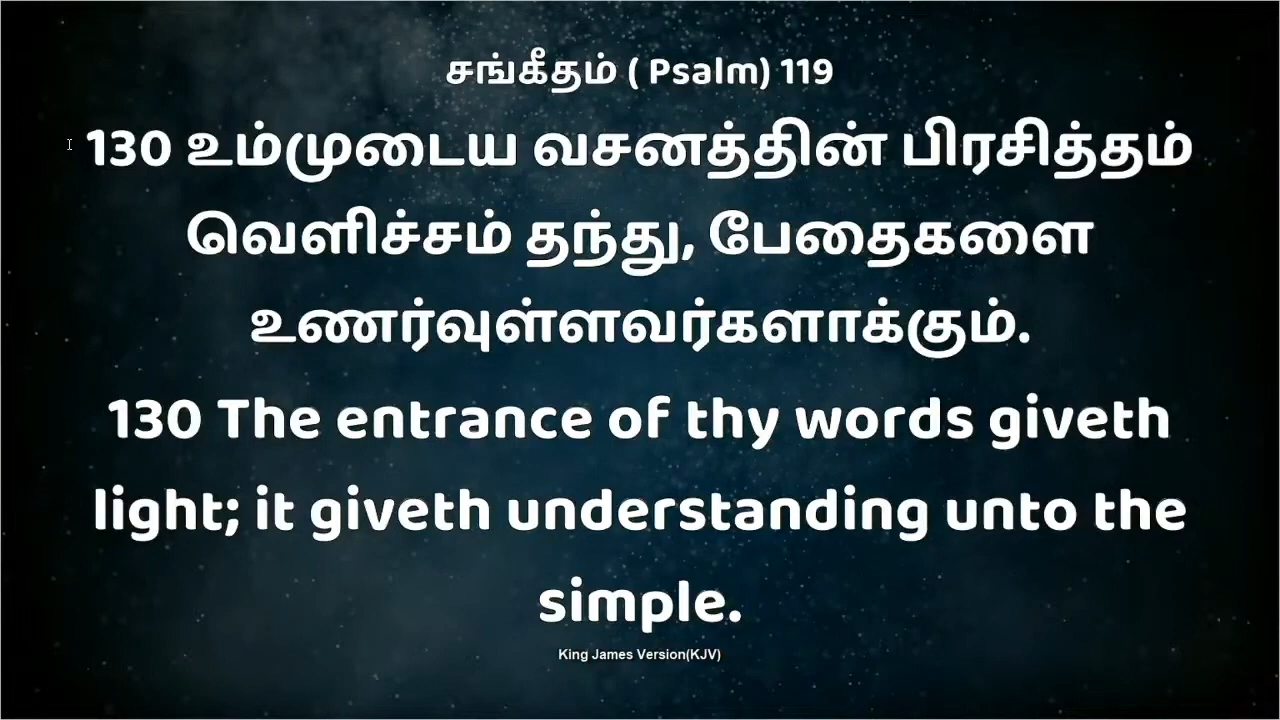 சங்கீதம் ( Psalm) 119
130 உம்முடைய வசனத்தின் பிரசித்தம்
வெளிச்சம் தந்து, பேதைகளை
உணர்வுள்ளவர்களாக்கும்.
130 The entrance of thy words giveth
light; it giveth understanding unto the
simple.
King James Version(KJV)